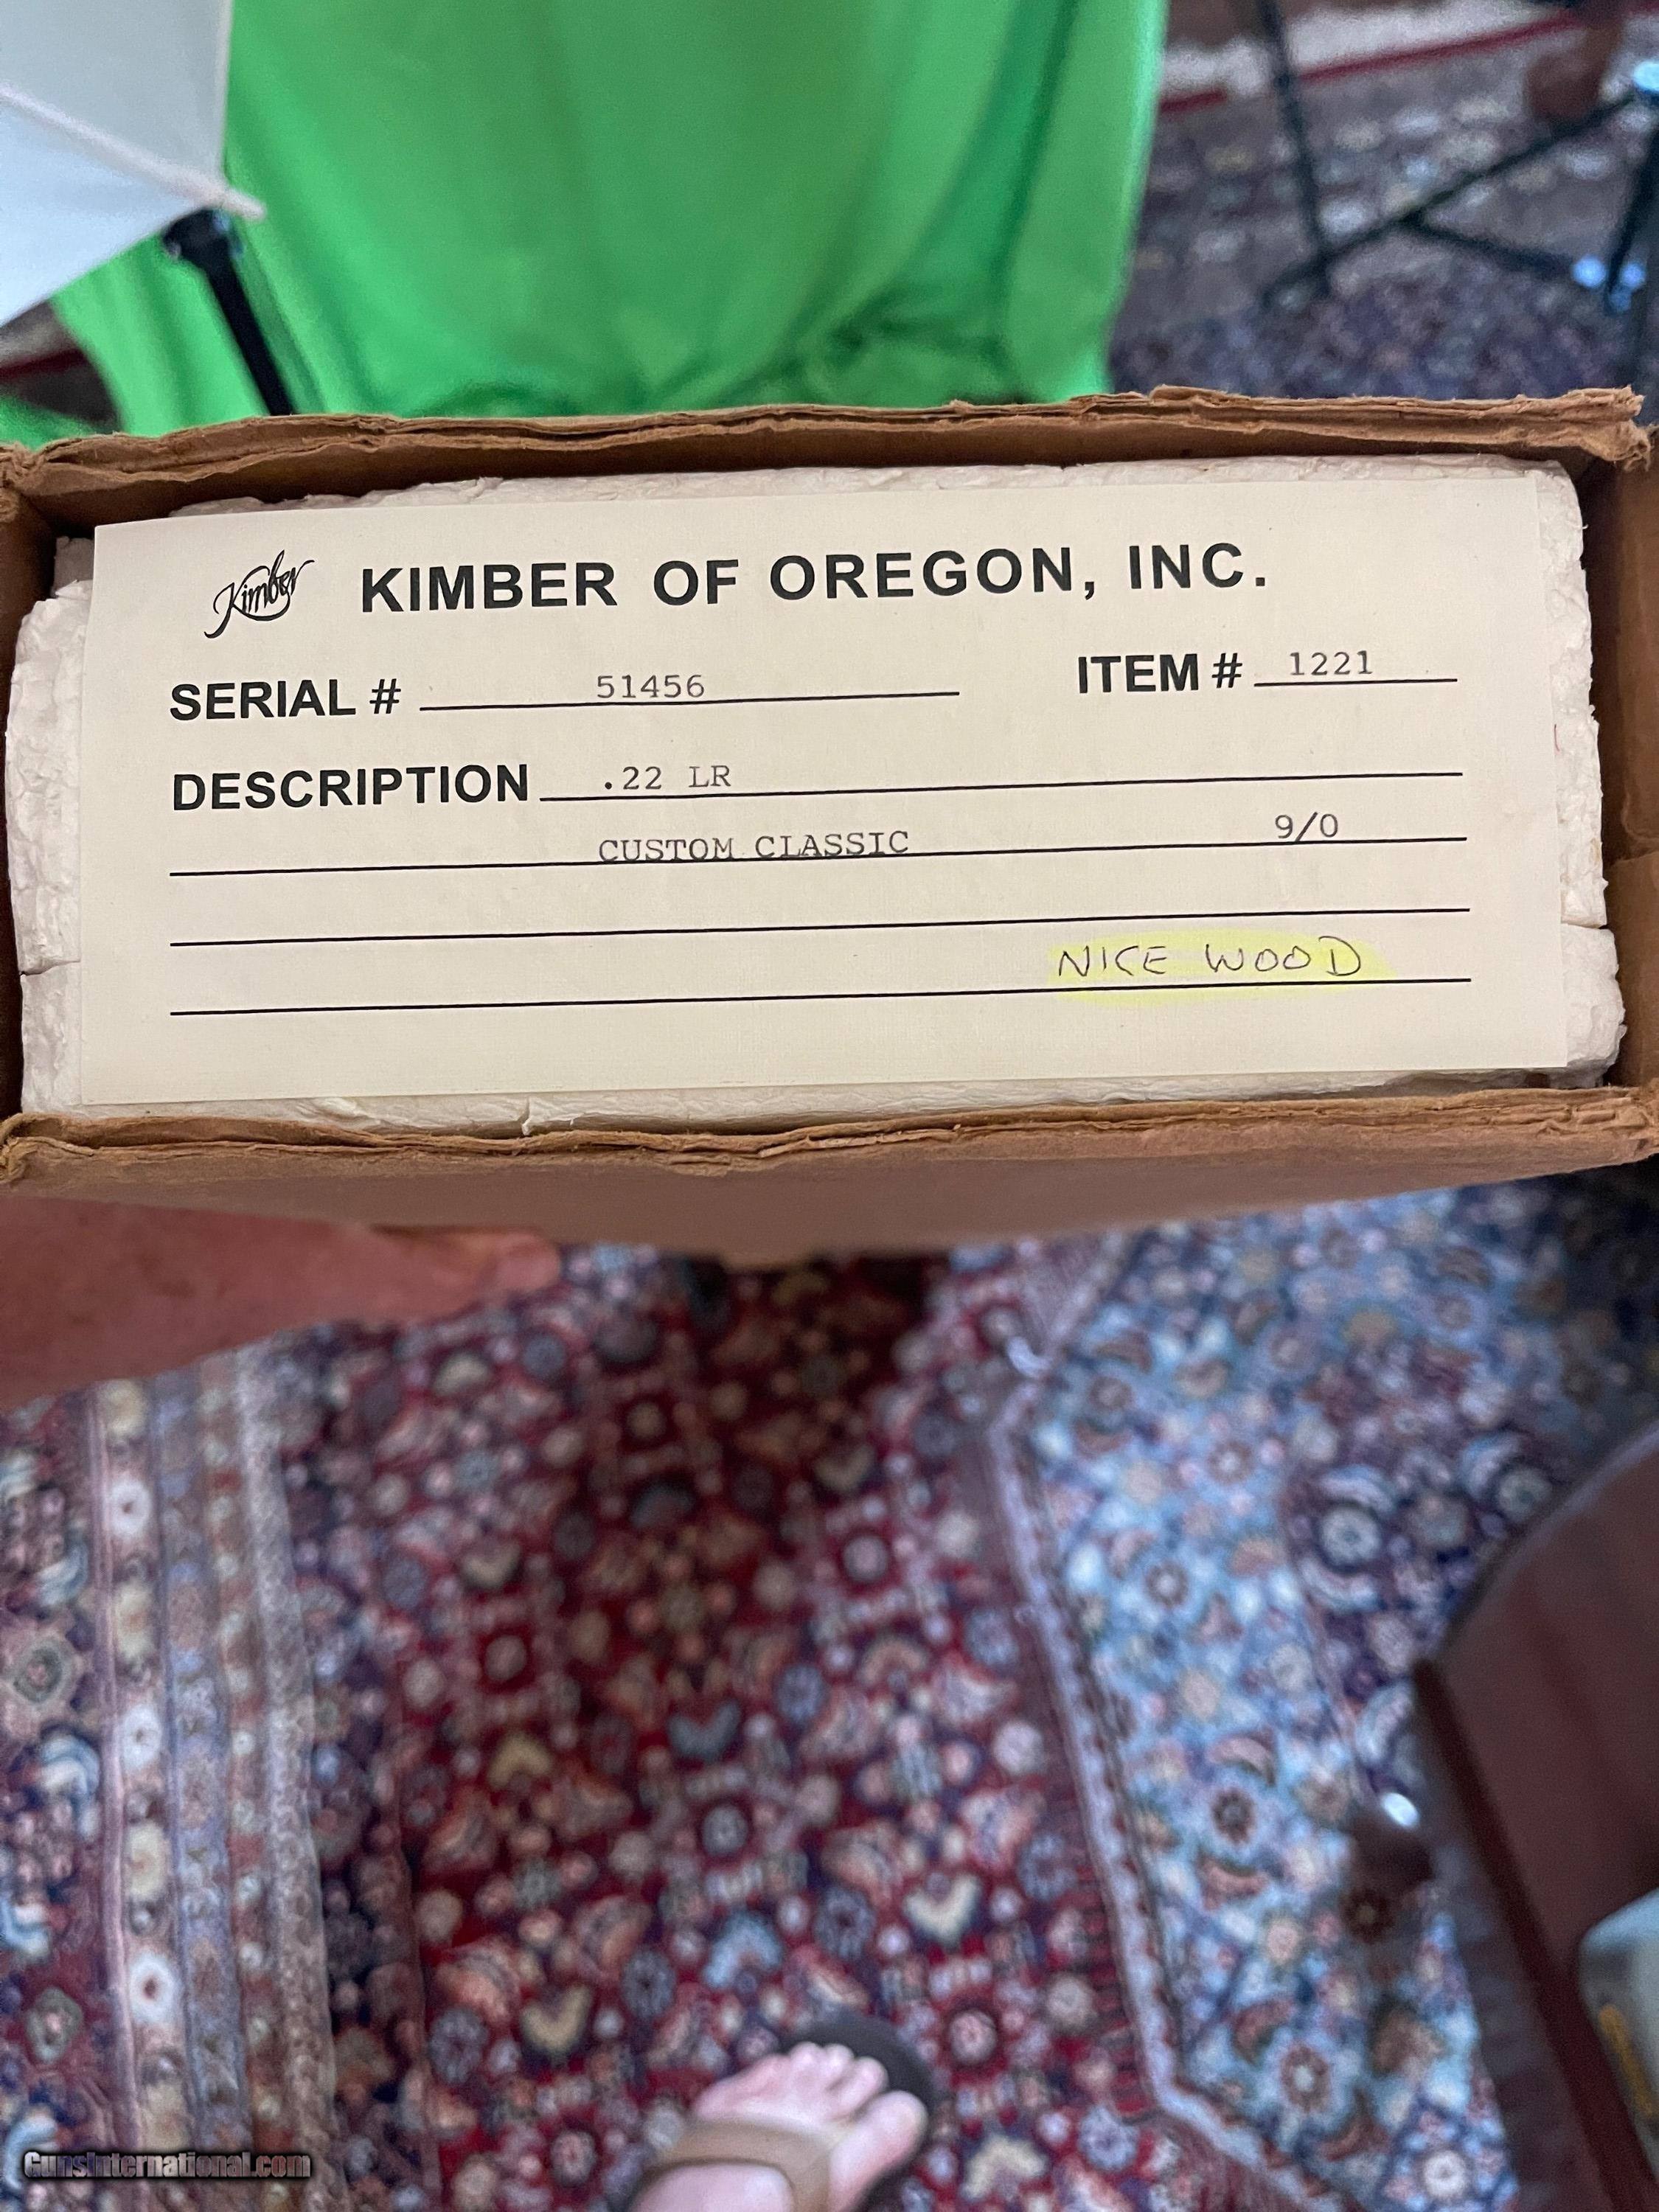 Kimber KIMBER OF OREGON, INC.
SERIAL # 51456 ITEM # 1221
DESCRIPTION .22 LR
CUSTOM CLASSIC 9/0
NICE WOOD
GunsInternational.com